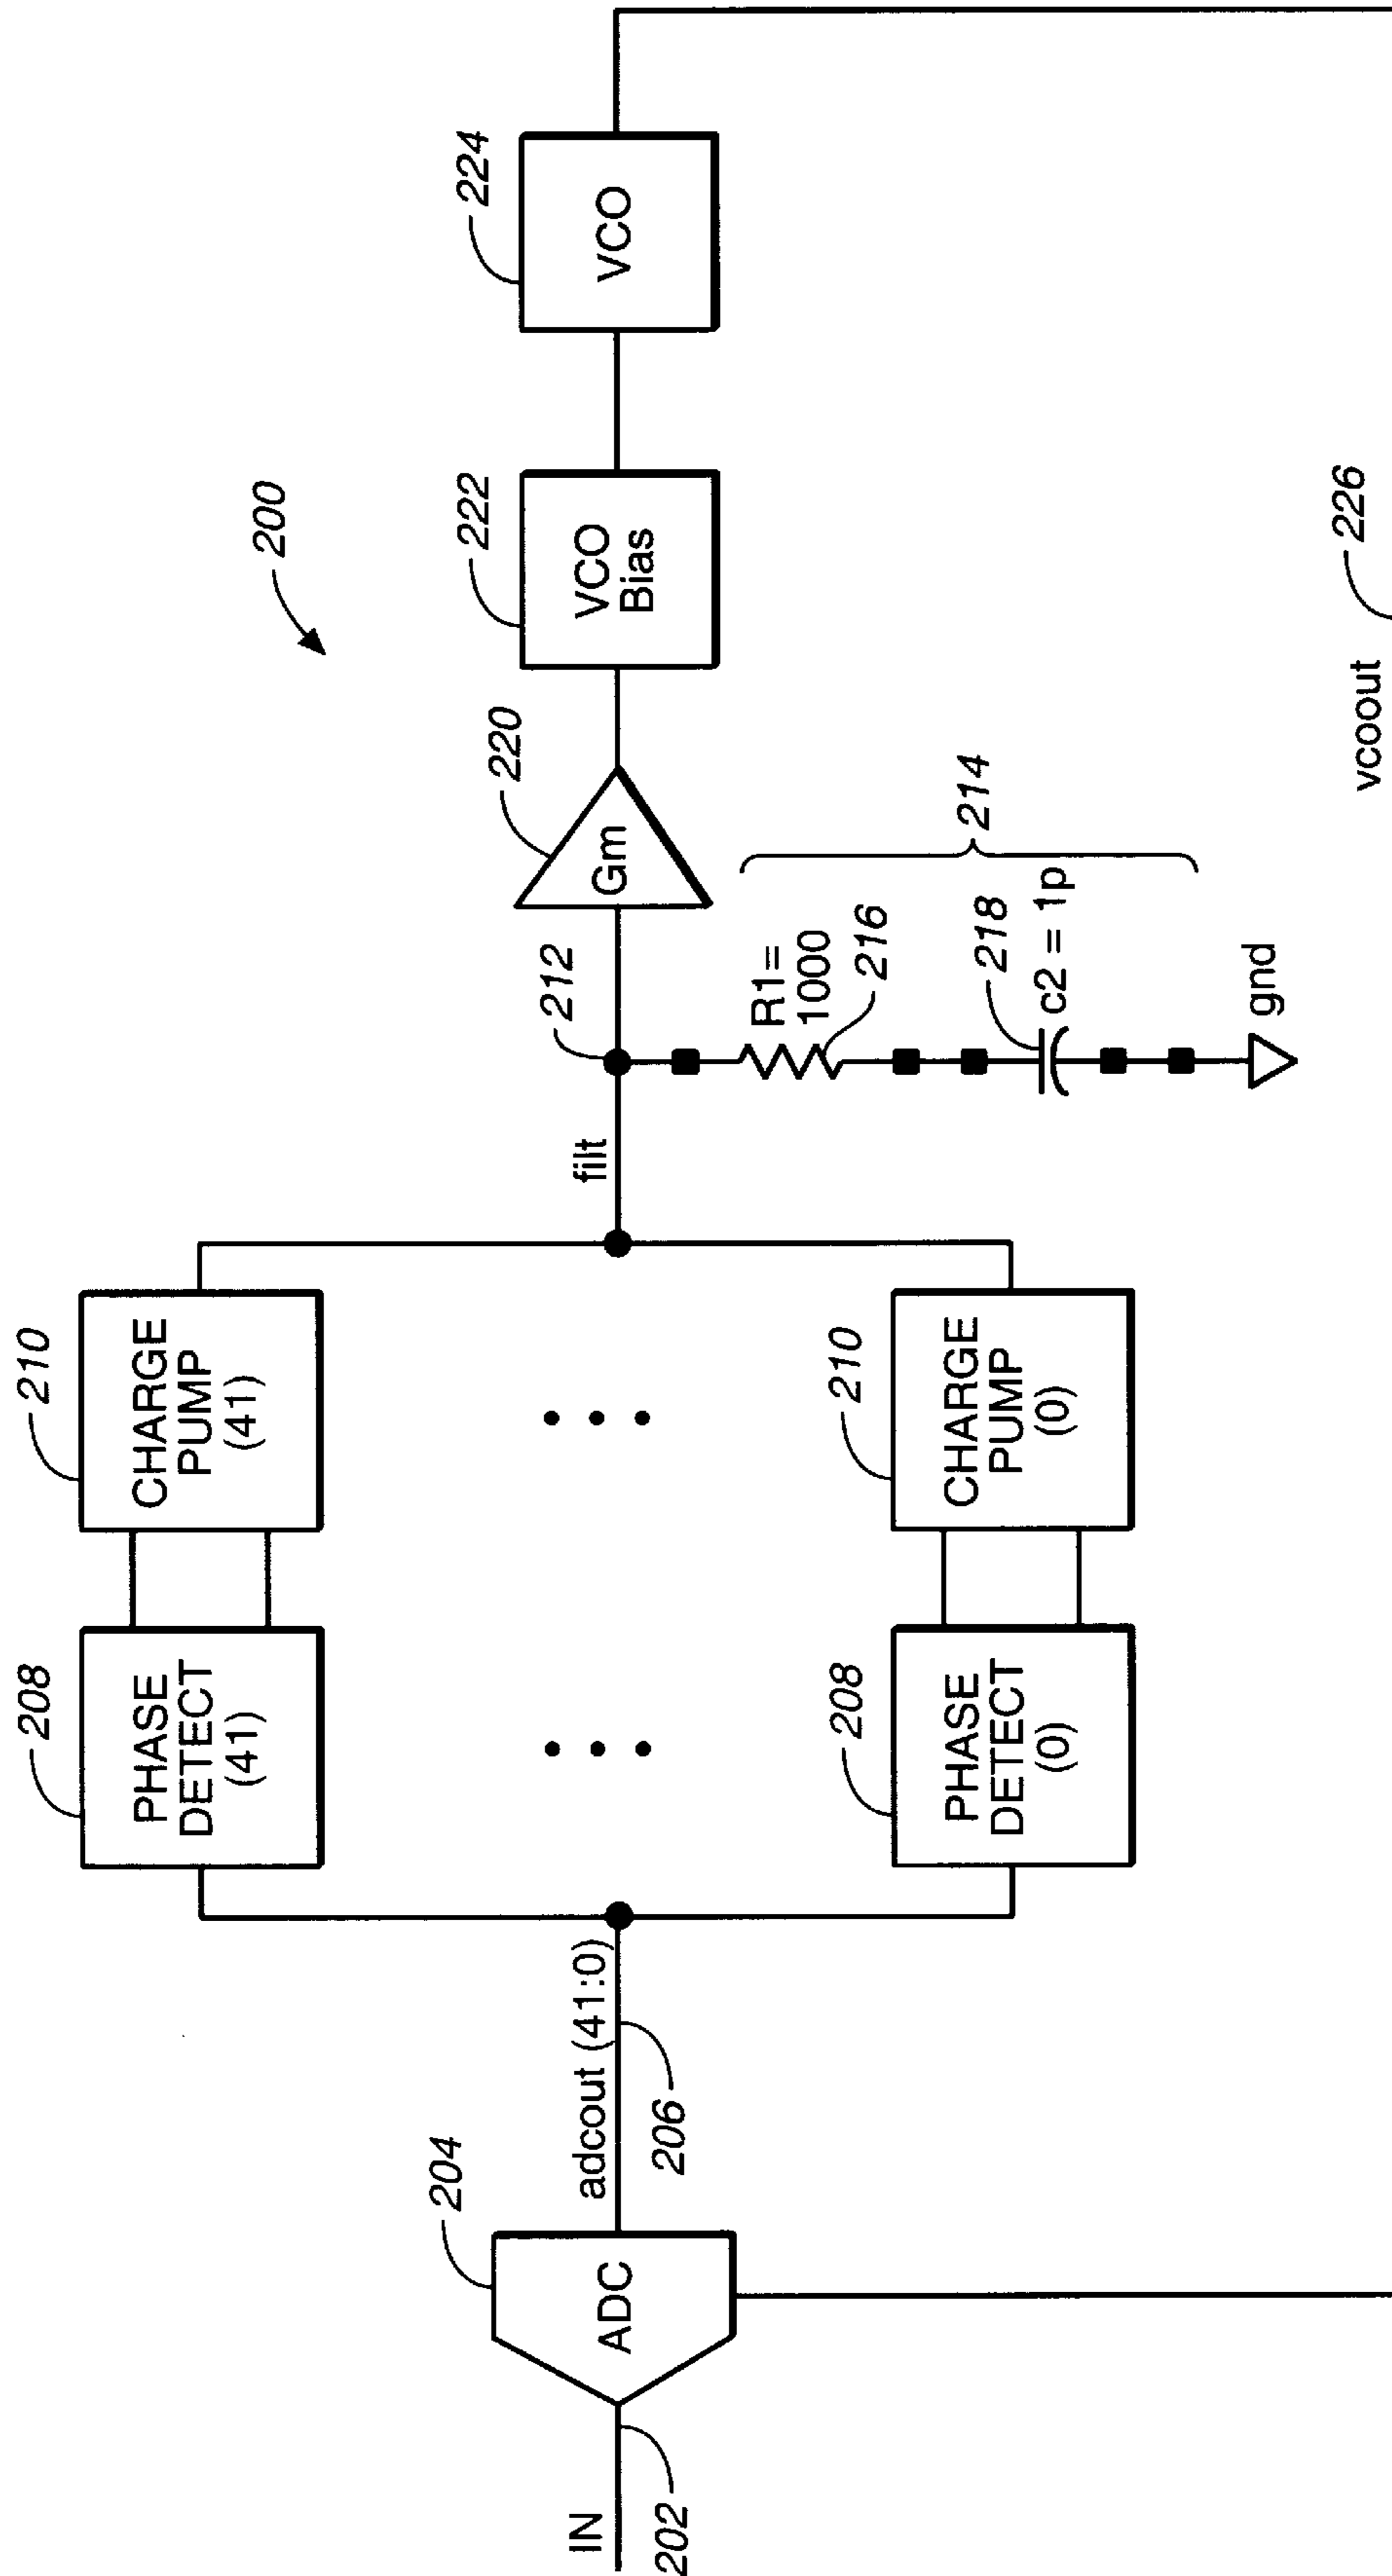 200
IN
202
ADC
204
adcout (41:0)
206
PHASE
DETECT
(41)
208
CHARGE
PUMP
(41)
210
PHASE
DETECT
(0)
208
CHARGE
PUMP
(0)
210
filt
212
R1=
1000
216
218
c2 = 1p
214
gnd
Gm
220
VCO
Bias
222
VCO
224
vcoout
226